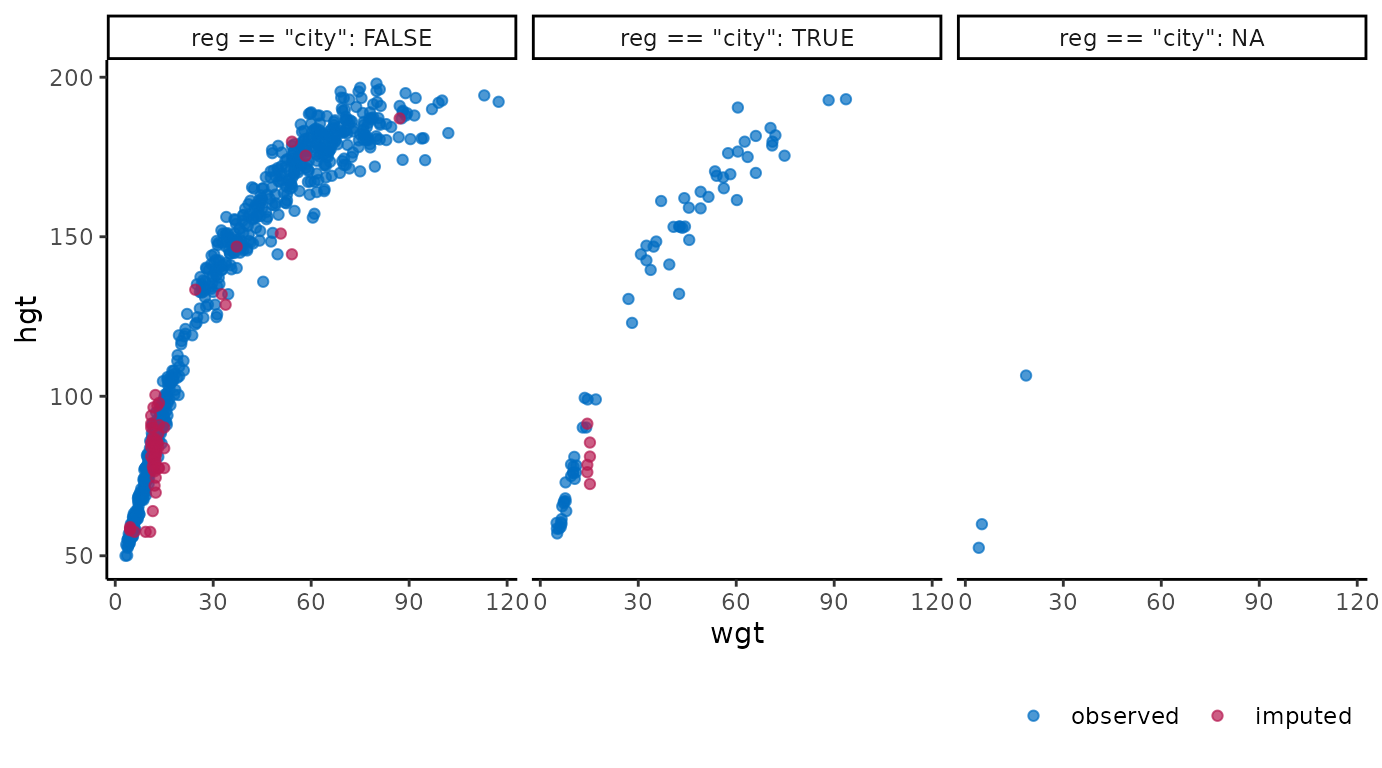 reg == "city": FALSE
reg == "city": TRUE
reg == "city": NA
200
150
100
50
hgt
0 30 60 90 120
0 30 60 90 120
0 30 60 90 120
wgt
observed
imputed